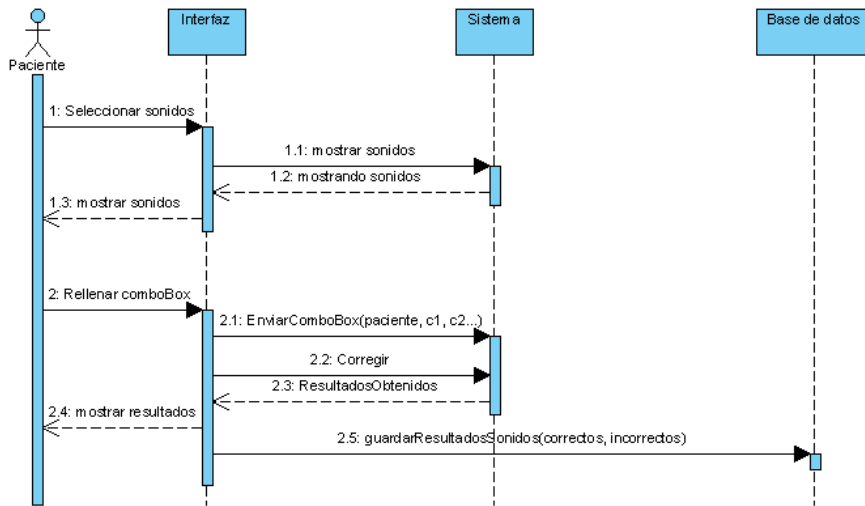 Interfaz
Sistema
Base de datos
Paciente
1: Seleccionar sonidos
1.1: mostrar sonidos
1.2: mostrando sonidos
1.3: mostrar sonidos
2: Rellenar comboBox
2.1: EnviarComboBox(paciente, c1, c2...)
2.2: Corregir
2.3: ResultadosObtenidos
2.4: mostrar resultados
2.5: guardarResultadosSonidos(correctos, incorrectos)